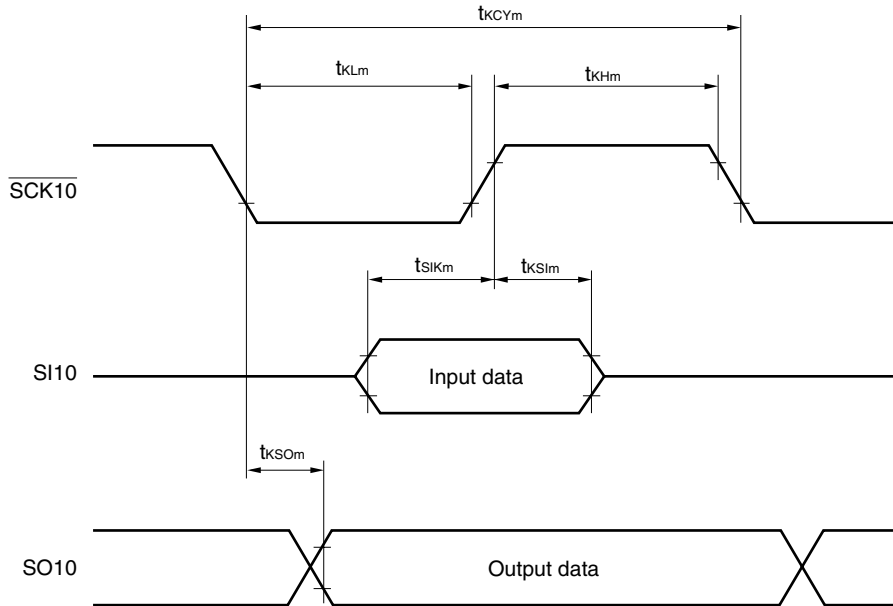 tKCYm
tKLm
tKHm
SCK10
tSIKm
tKSIm
SI10
Input data
tKSOm
SO10
Output data